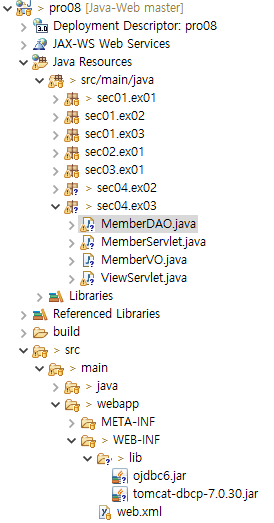 > pro08 [Java-Web master]
Deployment Descriptor: pro08
JAX-WS Web Services
> Java Resources
> src/main/java
> sec01.ex01
sec01.ex02
> sec01.ex03
sec02.ex01
sec03.ex01
> sec04.ex02
> sec04.ex03
MemberDAO.java
MemberServlet.java
MemberVO.java
ViewServlet.java
Libraries
Referenced Libraries
build
> src
> main
> java
> webapp
META-INF
> WEB-INF
> lib
ojdbc6.jar
tomcat-dbcp-7.0.30.jar
web.xml